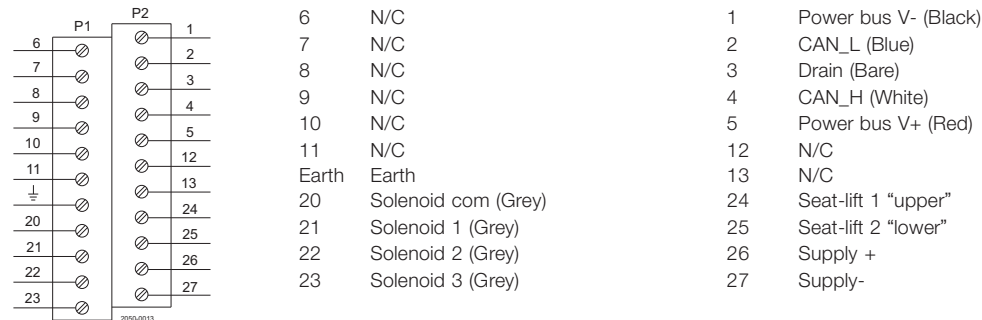 P1
P2
6
7
8
9
10
11
20
21
22
23
1
2
3
4
5
12
13
24
25
26
27
2050-0013
6 N/C
7 N/C
8 N/C
9 N/C
10 N/C
11 N/C
Earth Earth
20 Solenoid com (Grey)
21 Solenoid 1 (Grey)
22 Solenoid 2 (Grey)
23 Solenoid 3 (Grey)
1 Power bus V- (Black)
2 CAN_L (Blue)
3 Drain (Bare)
4 CAN_H (White)
5 Power bus V+ (Red)
12 N/C
13 N/C
24 Seat-lift 1 “upper”
25 Seat-lift 2 “lower”
26 Supply +
27 Supply-